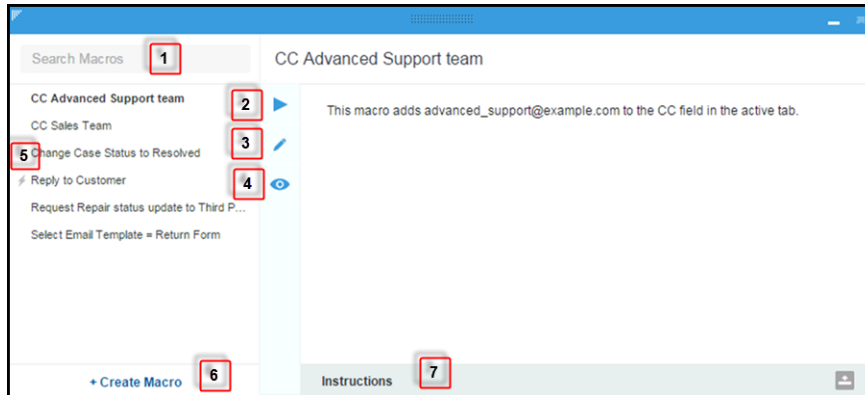 Search Macros 1
CC Advanced Support team
CC Advanced Support team 2
CC Sales Team
3
5 Change Case Status to Resolved
Reply to Customer 4
Request Repair status update to Third P...
Select Email Template = Return Form
+ Create Macro 6
This macro adds advanced_support@example.com to the CC field in the active tab.
Instructions 7